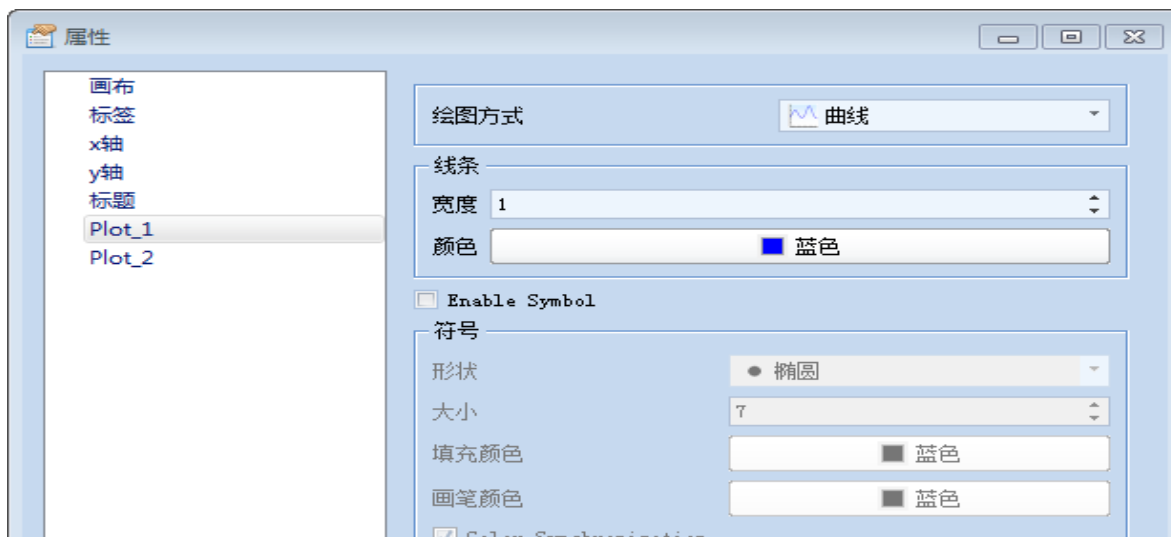 属性
画布
标签
x轴
y轴
标题
Plot_1
Plot_2
绘图方式 曲线
线条
宽度 1
颜色 蓝色
Enable Symbol
符号
形状 椭圆
大小 7
填充颜色 蓝色
画笔颜色 蓝色
Color Synchronization